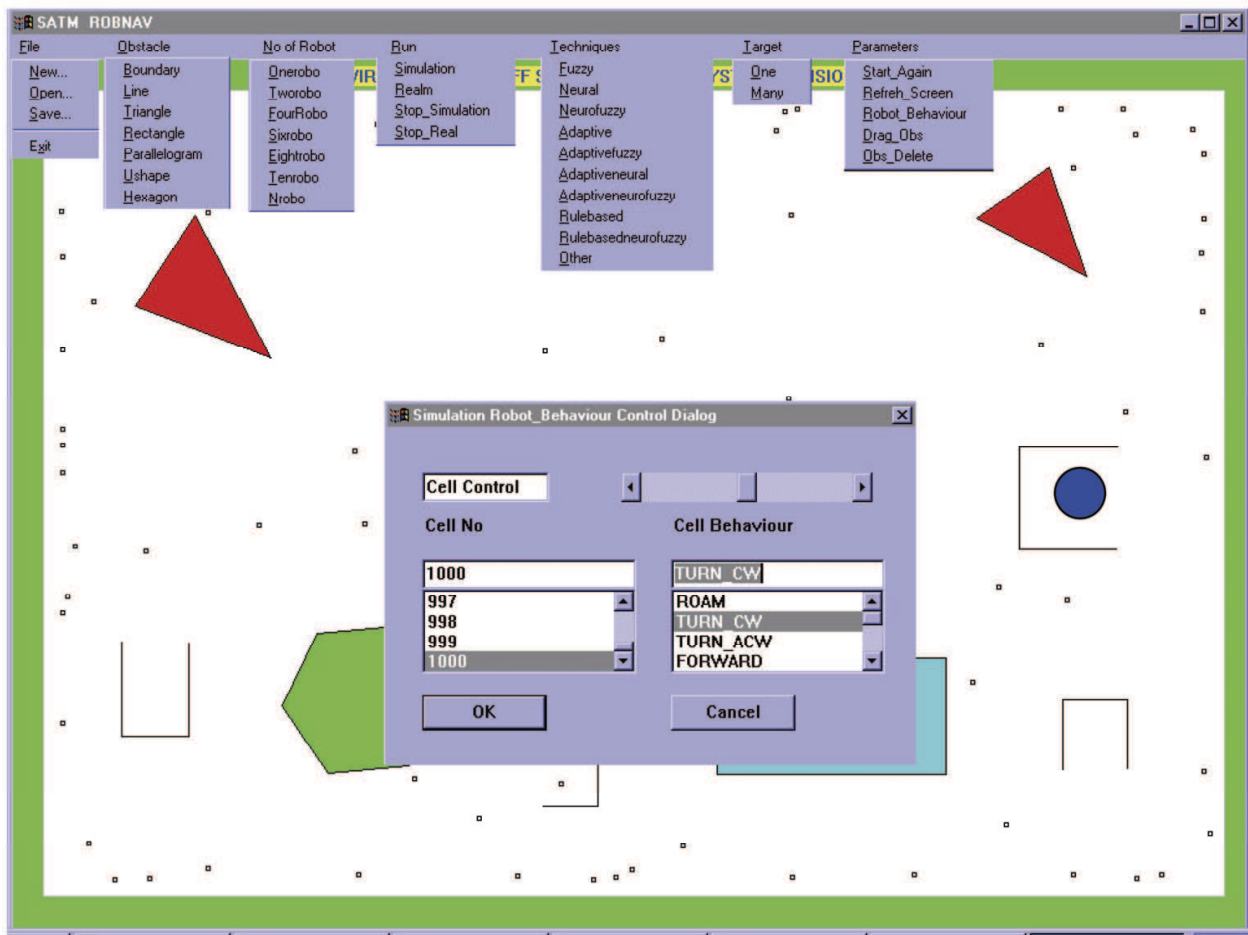 SATM ROBNAV
File Obstacle No of Robot Run Techniques Target Parameters
New...
Open...
Save...
Exit
Boundary
Line
Triangle
Rectangle
Parallelogram
Ushape
Hexagon
Onerobo
Tworobo
FourRobo
Sixrobo
Eightrobo
Tenrobo
Nrobo
Simulation
Realm
Stop_Simulation
Stop_Real
Fuzzy
Neural
Neurofuzzy
Adaptive
Adaptivefuzzy
Adaptiveneural
Adaptiveneurofuzzy
Rulebased
Rulebasedneurofuzzy
Other
One
Many
Start_Again
Refreh_Screen
Robot_Behaviour
Drag_Obs
Obs_Delete
Simulation Robot_Behaviour Control Dialog
Cell Control
Cell No Cell Behaviour
1000 TURN_CW
997
998
999
1000
ROAM
TURN_CW
TURN_ACW
FORWARD
OK Cancel